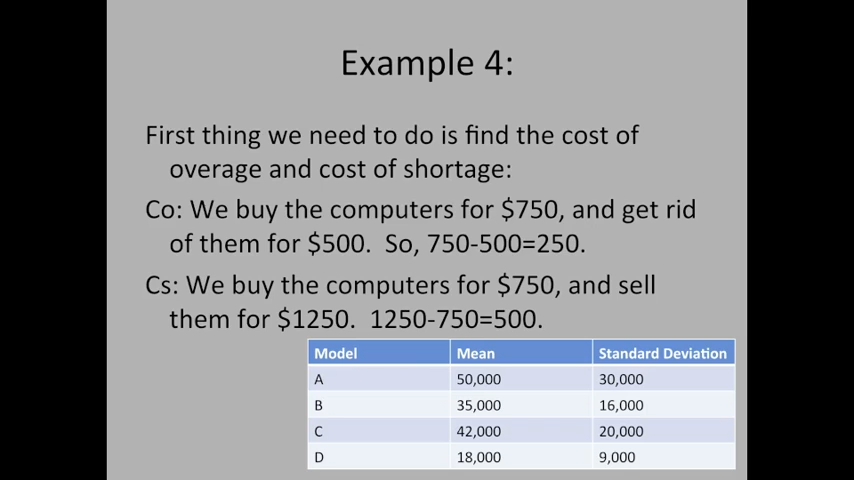 Example 4:
First thing we need to do is find the cost of
overage and cost of shortage:
Co: We buy the computers for $750, and get rid
of them for $500.  So, 750-500=250.
Cs: We buy the computers for $750, and sell
them for $1250.  1250-750=500.
Model Mean Standard Deviation
A 50,000 30,000
B 35,000 16,000
C 42,000 20,000
D 18,000 9,000